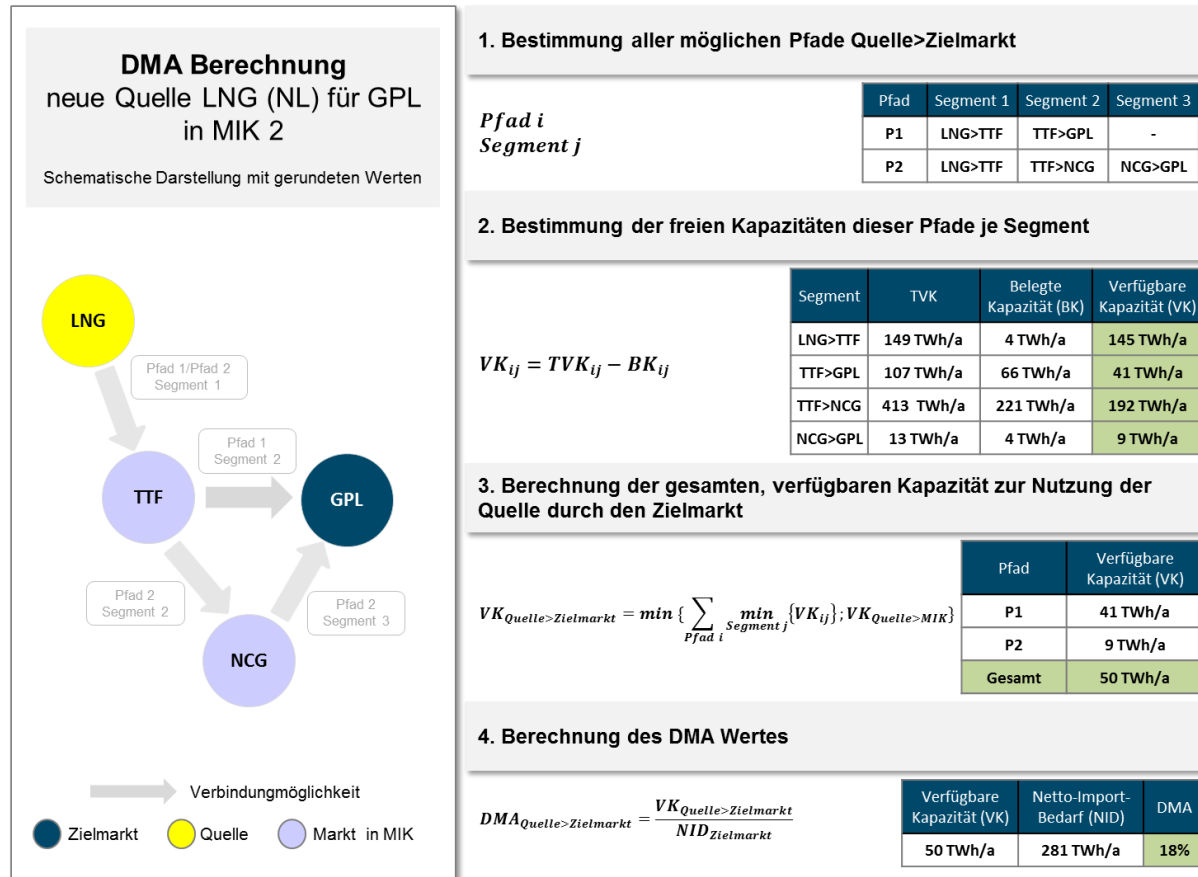 DMA Berechnung
neue Quelle LNG (NL) für GPL
in MIK 2
Schematische Darstellung mit gerundeten Werten
LNG
Pfad 1/Pfad 2
Segment 1
Pfad 1
Segment 2
TTF
GPL
Pfad 2
Segment 2
Pfad 2
Segment 3
NCG
Verbindungmöglichkeit
Zielmarkt Quelle Markt in MIK
1. Bestimmung aller möglichen Pfade Quelle>Zielmarkt
Pfad i
Segment j
Pfad Segment 1 Segment 2 Segment 3
P1 LNG>TTF TTF>GPL -
P2 LNG>TTF TTF>NCG NCG>GPL
2. Bestimmung der freien Kapazitäten dieser Pfade je Segment
VK_ij = TVK_ij − BK_ij
Segment TVK Belegte Kapazität (BK) Verfügbare Kapazität (VK)
LNG>TTF 149 TWh/a 4 TWh/a 145 TWh/a
TTF>GPL 107 TWh/a 66 TWh/a 41 TWh/a
TTF>NCG 413 TWh/a 221 TWh/a 192 TWh/a
NCG>GPL 13 TWh/a 4 TWh/a 9 TWh/a
3. Berechnung der gesamten, verfügbaren Kapazität zur Nutzung der
Quelle durch den Zielmarkt
VK_Quelle>Zielmarkt = min { ∑_Pfad i min_Segment j {VK_ij}; VK_Quelle>MIK}
Pfad Verfügbare Kapazität (VK)
P1 41 TWh/a
P2 9 TWh/a
Gesamt 50 TWh/a
4. Berechnung des DMA Wertes
DMA_Quelle>Zielmarkt = VK_Quelle>Zielmarkt / NID_Zielmarkt
Verfügbare Kapazität (VK) Netto-Import-Bedarf (NID) DMA
50 TWh/a 281 TWh/a 18%